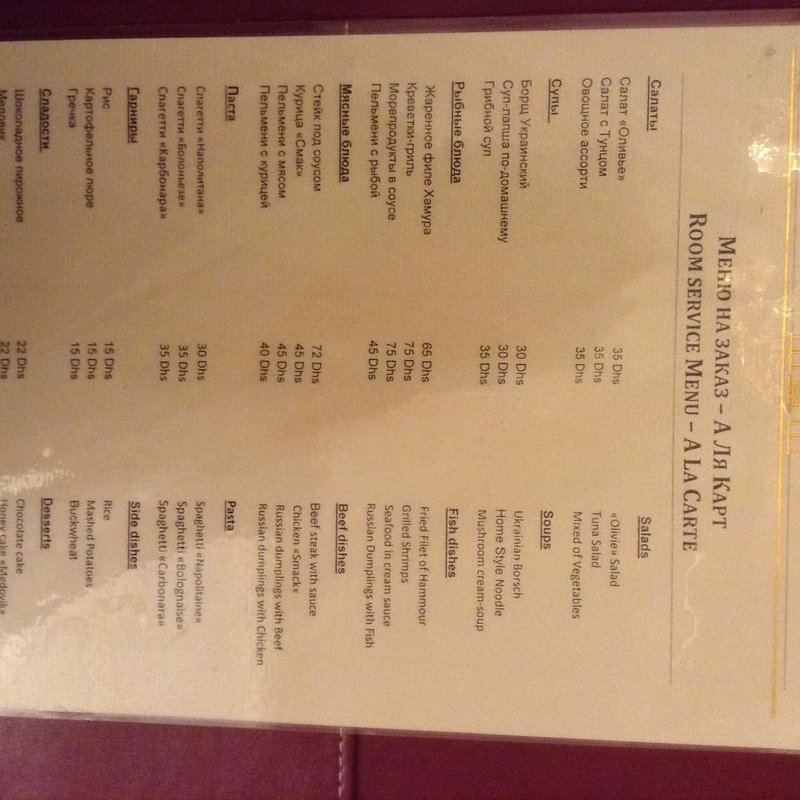 Меню на заказ – А Ля Карт
Room service Menu – A La Carte
Салаты Salads
Салат «Оливье» 35 Dhs «Olivie» Salad
Салат с Тунцом 35 Dhs Tuna Salad
Овощное ассорти 35 Dhs Mixed of Vegetables
Супы Soups
Борщ Украинский 30 Dhs Ukranian Borsch
Суп-лапша по-домашнему 30 Dhs Home Style Noodle
Грибной суп 35 Dhs Mushroom cream-soup
Рыбные блюда Fish dishes
Жаренное филе Хамура 65 Dhs Fried Filet of Hammour
Креветки-гриль 75 Dhs Grilled Shrimps
Морепродукты в соусе 75 Dhs Seafood in cream sauce
Пельмени с рыбой 45 Dhs Russian Dumplings with Fish
Мясные блюда Beef dishes
Стейк под соусом 72 Dhs Beef steak with sauce
Курица «Смак» 45 Dhs Chicken «Smack»
Пельмени с мясом 45 Dhs Russian dumplings with Beef
Пельмени с курицей 40 Dhs Russian dumplings with Chicken
Паста Pasta
Спагетти «Наполитана» 30 Dhs Spaghetti «Napolitaine»
Спагетти «Болоньезе» 35 Dhs Spaghetti «Bolognaise»
Спагетти «Карбонара» 35 Dhs Spaghetti «Carbonara»
Гарниры Side dishes
Рис 15 Dhs Rice
Картофельное пюре 15 Dhs Mashed Potatoes
Гречка 15 Dhs Buckwheat
Сладости Desserts
Шоколадное пирожное 22 Dhs Chocolate cake
Медовик 22 Dhs Honey cake «Medovik»